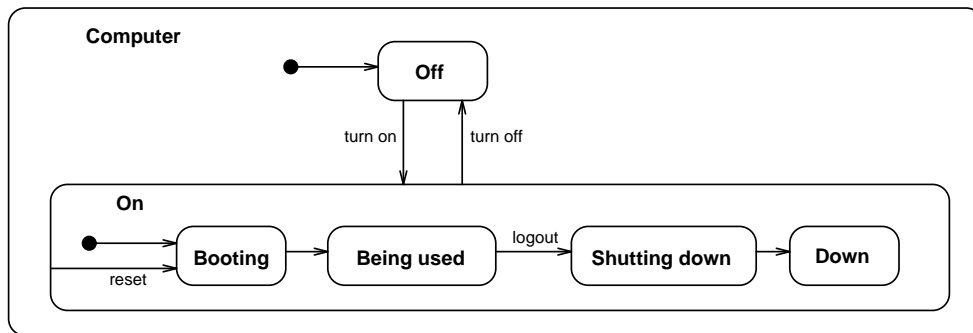 Computer
Off
turn on
turn off
On
logout
Booting
Being used
Shutting down
Down
reset